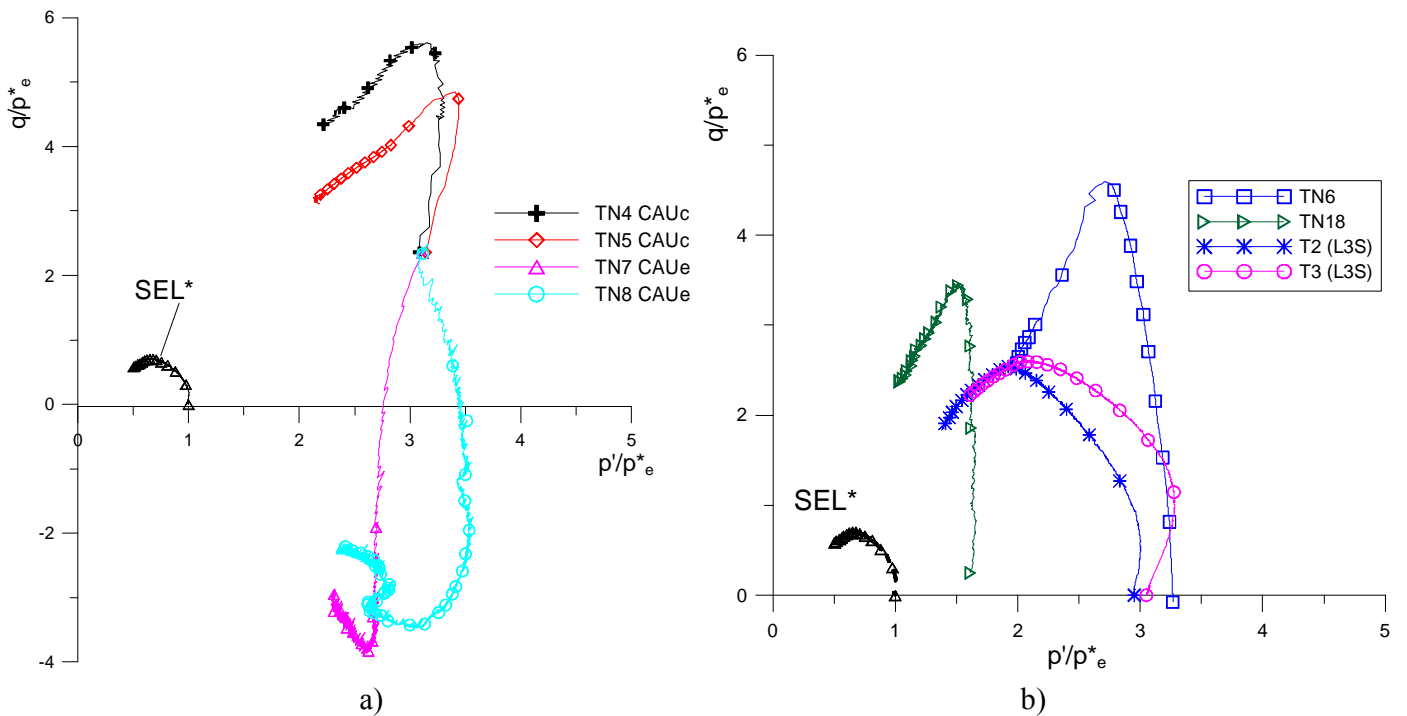 6
4
2
0
-2
-4
q/p*e
0
1
2
3
4
5
p'/p*e
SEL*
TN4 CAUc
TN5 CAUc
TN7 CAUe
TN8 CAUe
a)
6
4
2
0
q/p*e
0
1
2
3
4
5
p'/p*e
SEL*
TN6
TN18
T2 (L3S)
T3 (L3S)
b)